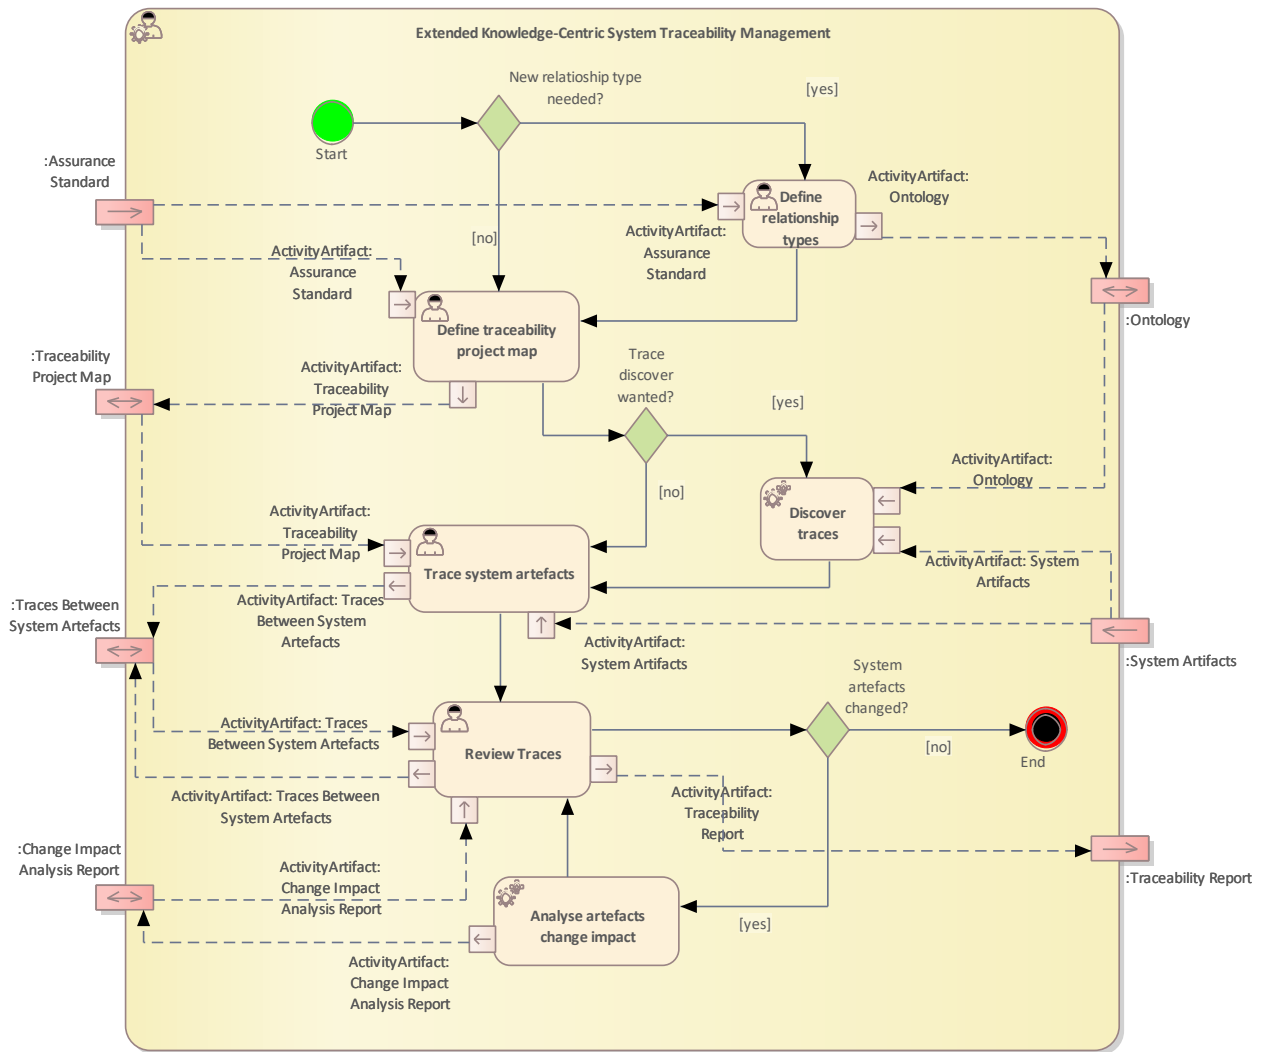 Extended Knowledge-Centric System Traceability Management
New relatioship type
needed?
[yes]
Start
:Assurance
Standard
ActivityArtifact:
Ontology
Define
relationship
types
ActivityArtifact:
Assurance
Standard
[no]
ActivityArtifact:
Assurance
Standard
:Ontology
Define traceability
project map
:Traceability
Project Map
ActivityArtifact:
Traceability
Project Map
Trace
discover
wanted?
[yes]
ActivityArtifact:
Ontology
[no]
Discover
traces
ActivityArtifact:
Traceability
Project Map
Trace system artefacts
ActivityArtifact: System
Artifacts
:Traces Between
System Artefacts
ActivityArtifact: Traces
Between System
Artefacts
ActivityArtifact:
System Artifacts
:System Artifacts
System
artefacts
changed?
ActivityArtifact: Traces
Between System Artefacts
Review Traces
[no]
End
ActivityArtifact: Traces Between
System Artefacts
ActivityArtifact:
Traceability
Report
:Change Impact
Analysis Report
ActivityArtifact:
Change Impact
Analysis Report
:Traceability Report
Analyse artefacts
change impact
[yes]
ActivityArtifact:
Change Impact
Analysis Report